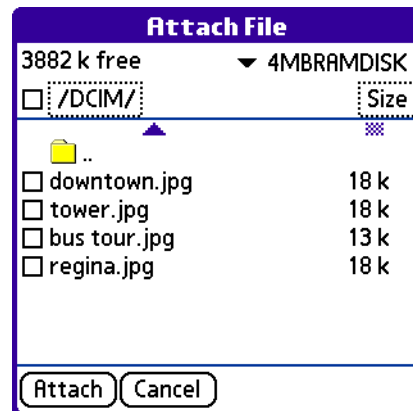 Attach File
3882 k free 4MBRAMDISK
/DCIM/ Size
..
downtown.jpg 18 k
tower.jpg 18 k
bus tour.jpg 13 k
regina.jpg 18 k
Attach Cancel